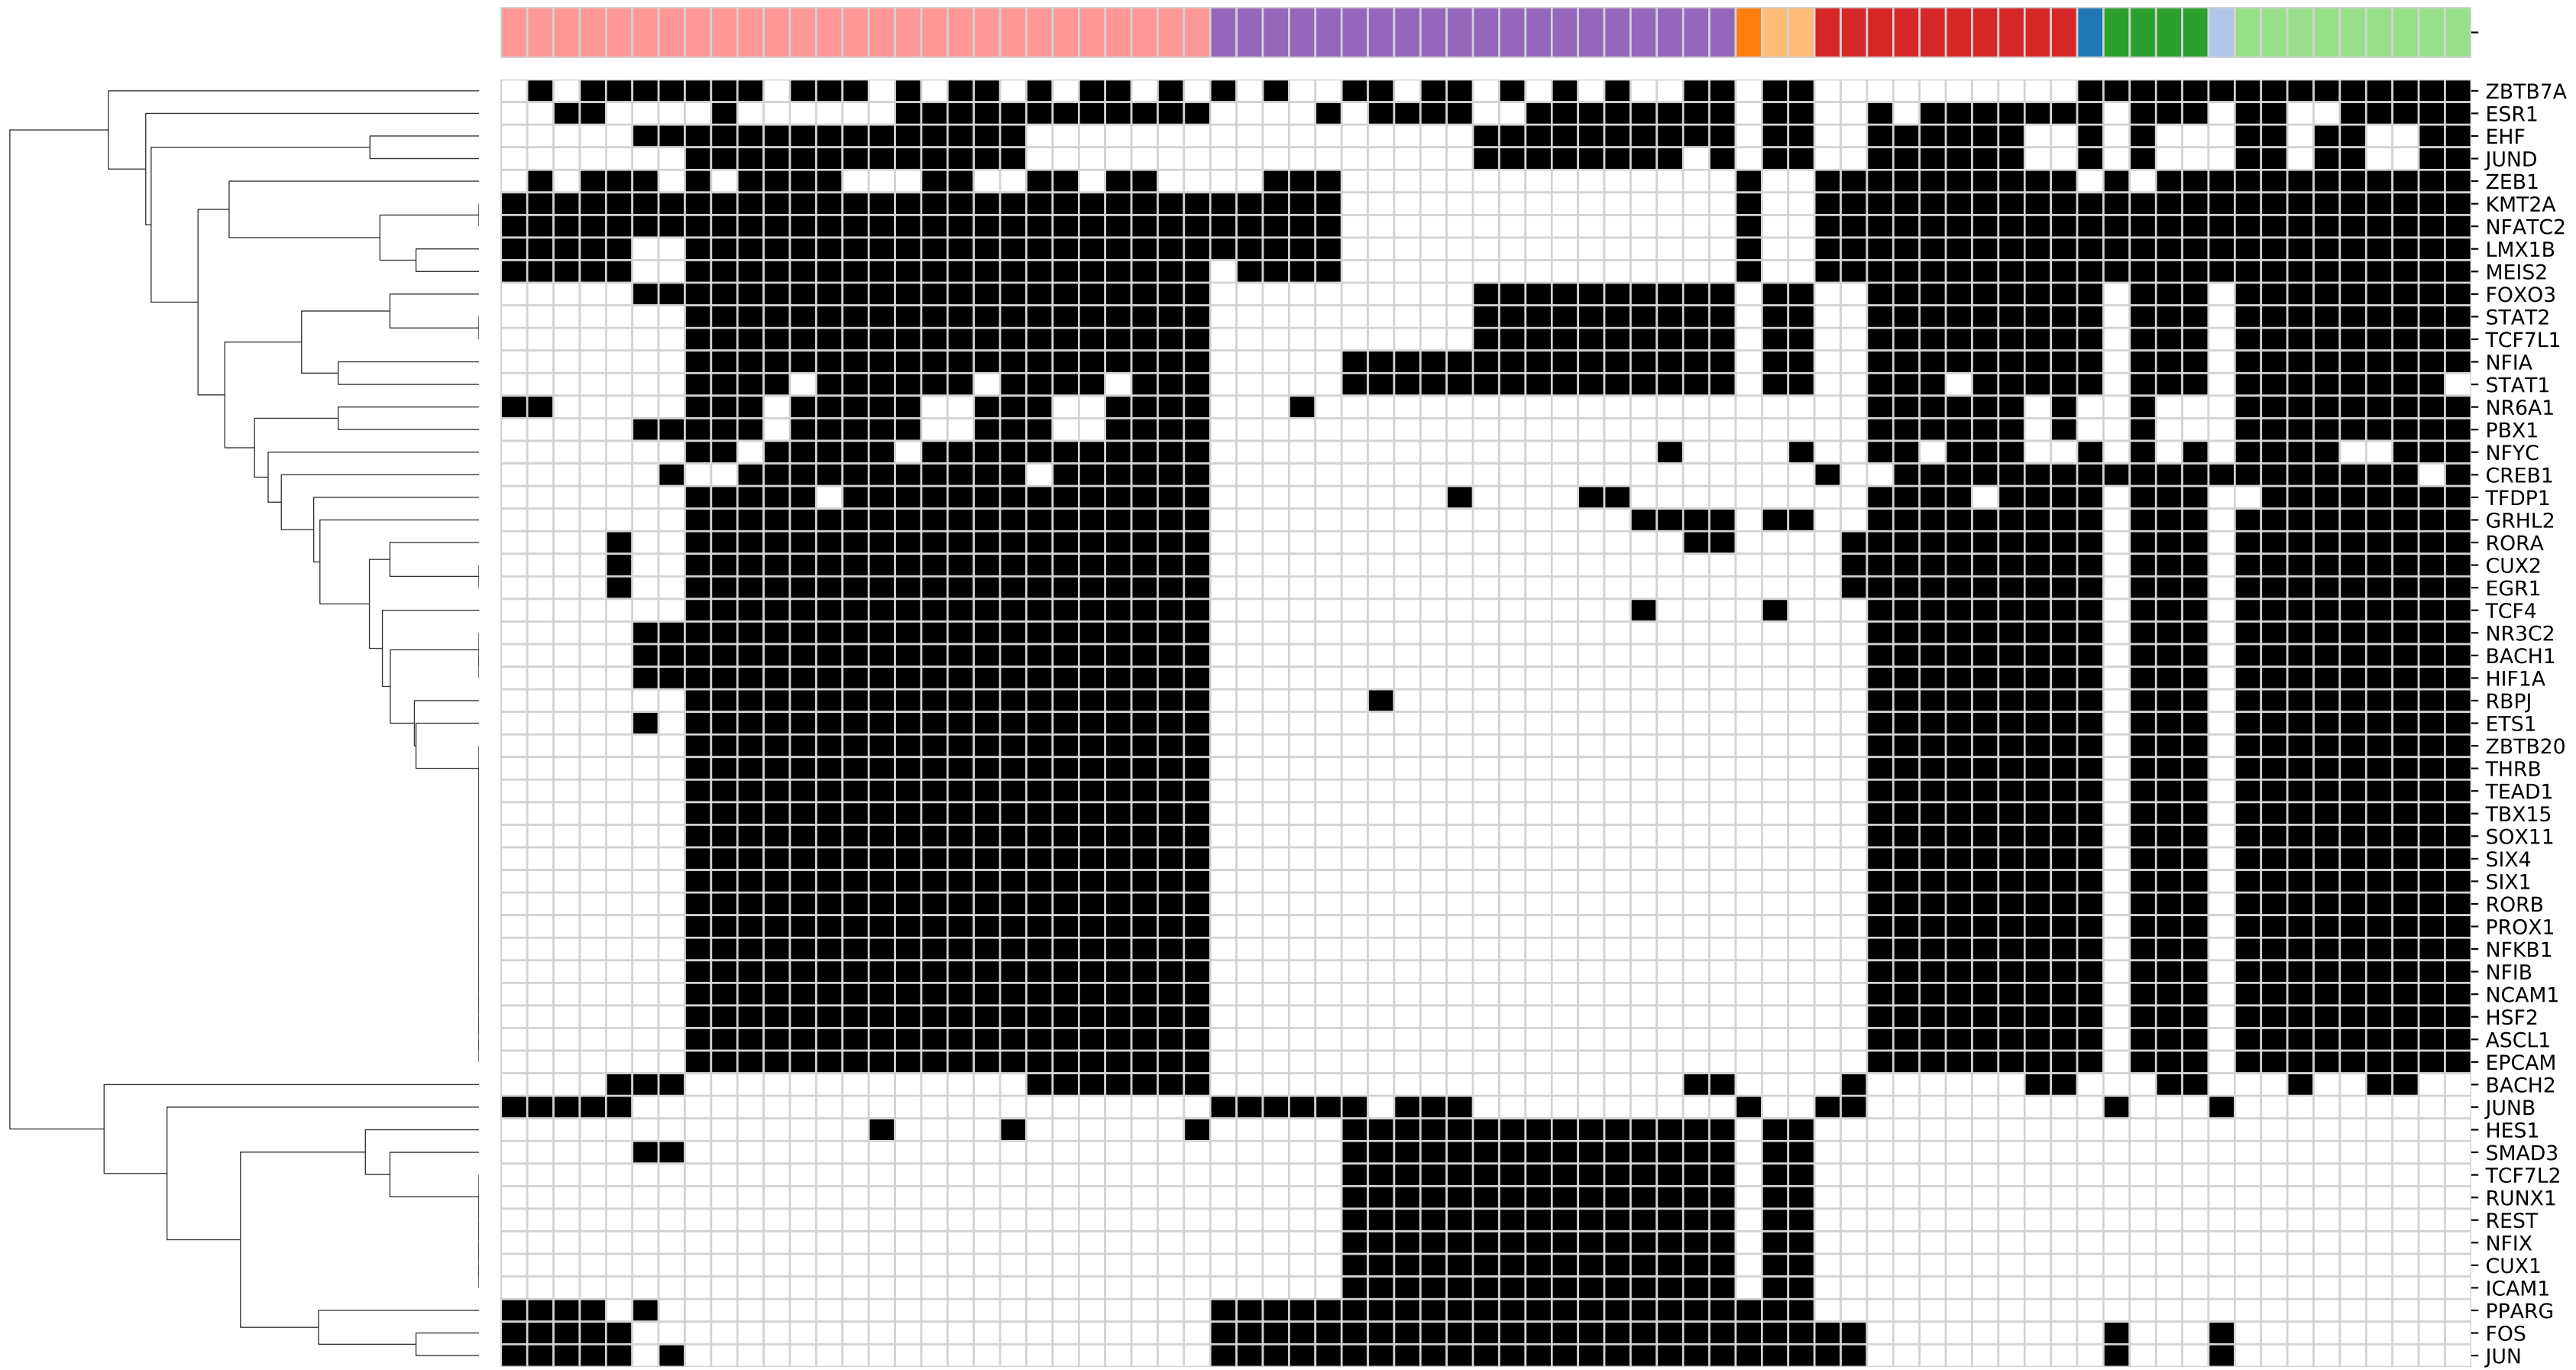 ZBTB7A
ESR1
EHF
JUND
ZEB1
KMT2A
NFATC2
LMX1B
MEIS2
FOXO3
STAT2
TCF7L1
NFIA
STAT1
NR6A1
PBX1
NFYC
CREB1
TFDP1
GRHL2
RORA
CUX2
EGR1
TCF4
NR3C2
BACH1
HIF1A
RBPJ
ETS1
ZBTB20
THRB
TEAD1
TBX15
SOX11
SIX4
SIX1
RORB
PROX1
NFKB1
NFIB
NCAM1
HSF2
ASCL1
EPCAM
BACH2
JUNB
HES1
SMAD3
TCF7L2
RUNX1
REST
NFIX
CUX1
ICAM1
PPARG
FOS
JUN